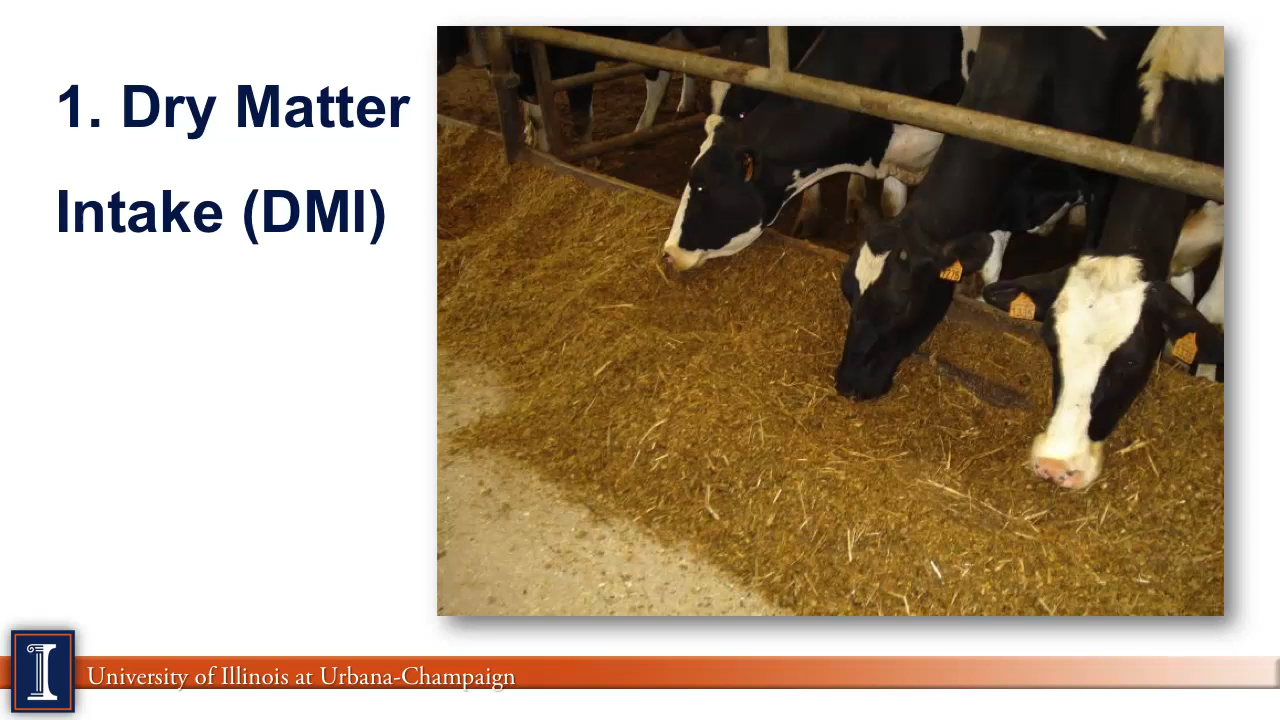 1. Dry Matter
Intake (DMI)
University of Illinois at Urbana-Champaign